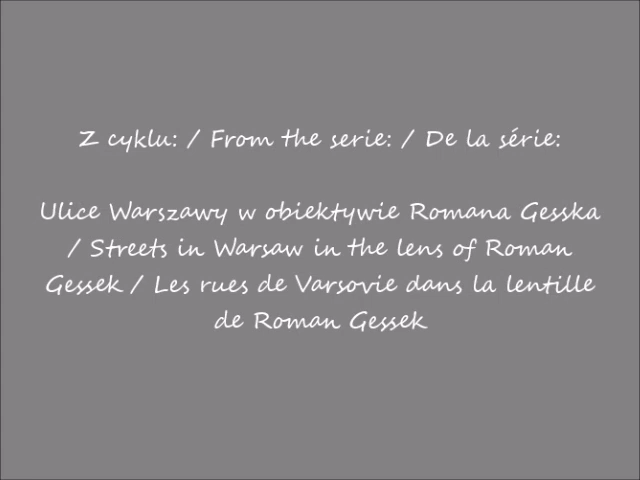 Z cyklu: / From the serie: / De la série:
Ulice Warszawy w obiektywie Romana Gesska
/ Streets in Warsaw in the lens of Roman
Gessek / Les rues de Varsovie dans la lentille
de Roman Gessek